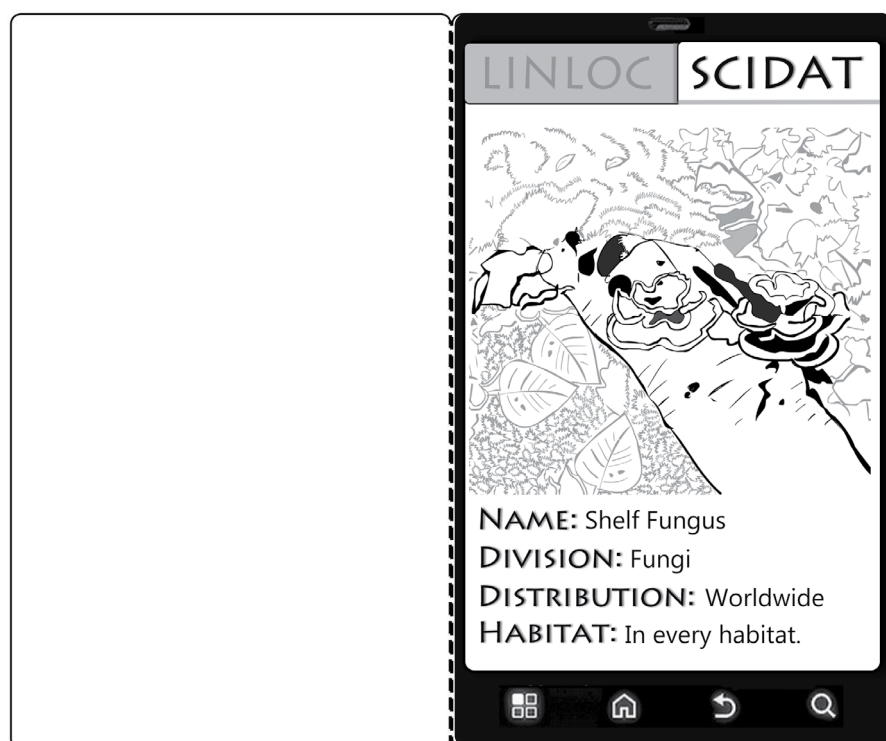 LINLOC SCIDAT
NAME: Shelf Fungus
DIVISION: Fungi
DISTRIBUTION: Worldwide
HABITAT: In every habitat.